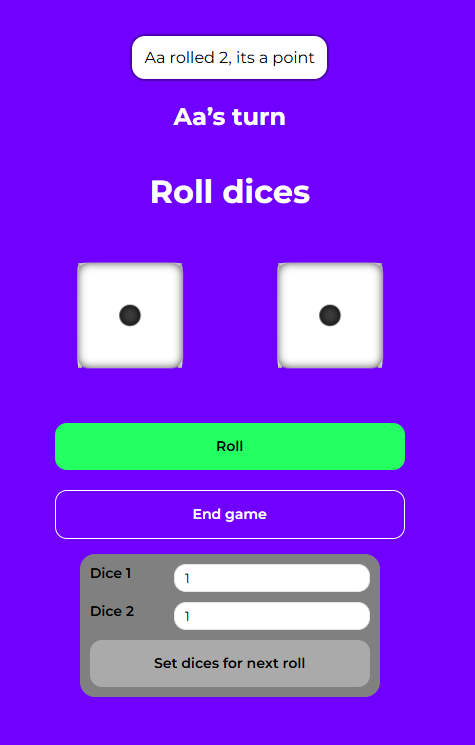 Aa rolled 2, its a point
Aa’s turn
Roll dices
Roll
End game
Dice 1
1
Dice 2
1
Set dices for next roll